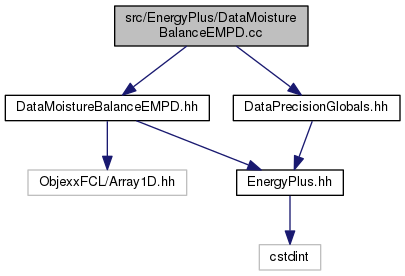 src/EnergyPlus/DataMoisture
BalanceEMPD.cc
DataMoistureBalanceEMPD.hh
DataPrecisionGlobals.hh
ObjexxFCL/Array1D.hh
EnergyPlus.hh
cstdint